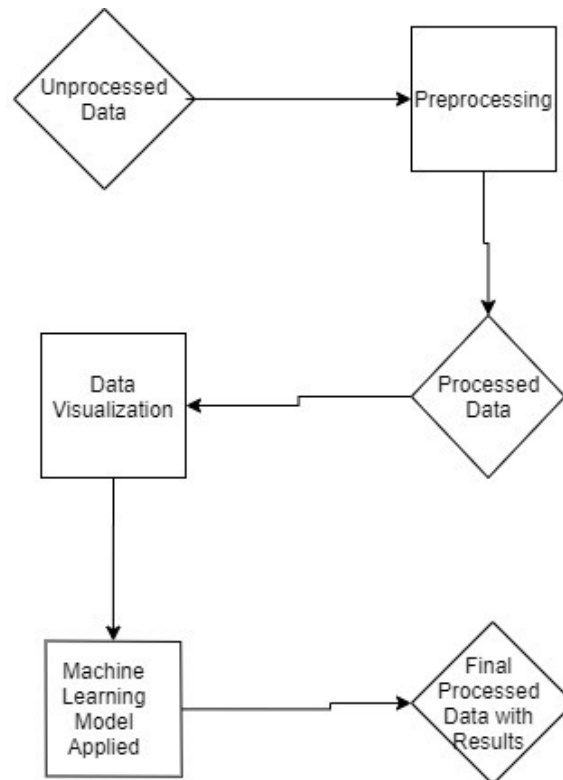 Unprocessed
Data
Preprocessing
Processed
Data
Data
Visualization
Machine
Learning
Model
Applied
Final
Processed
Data with
Results